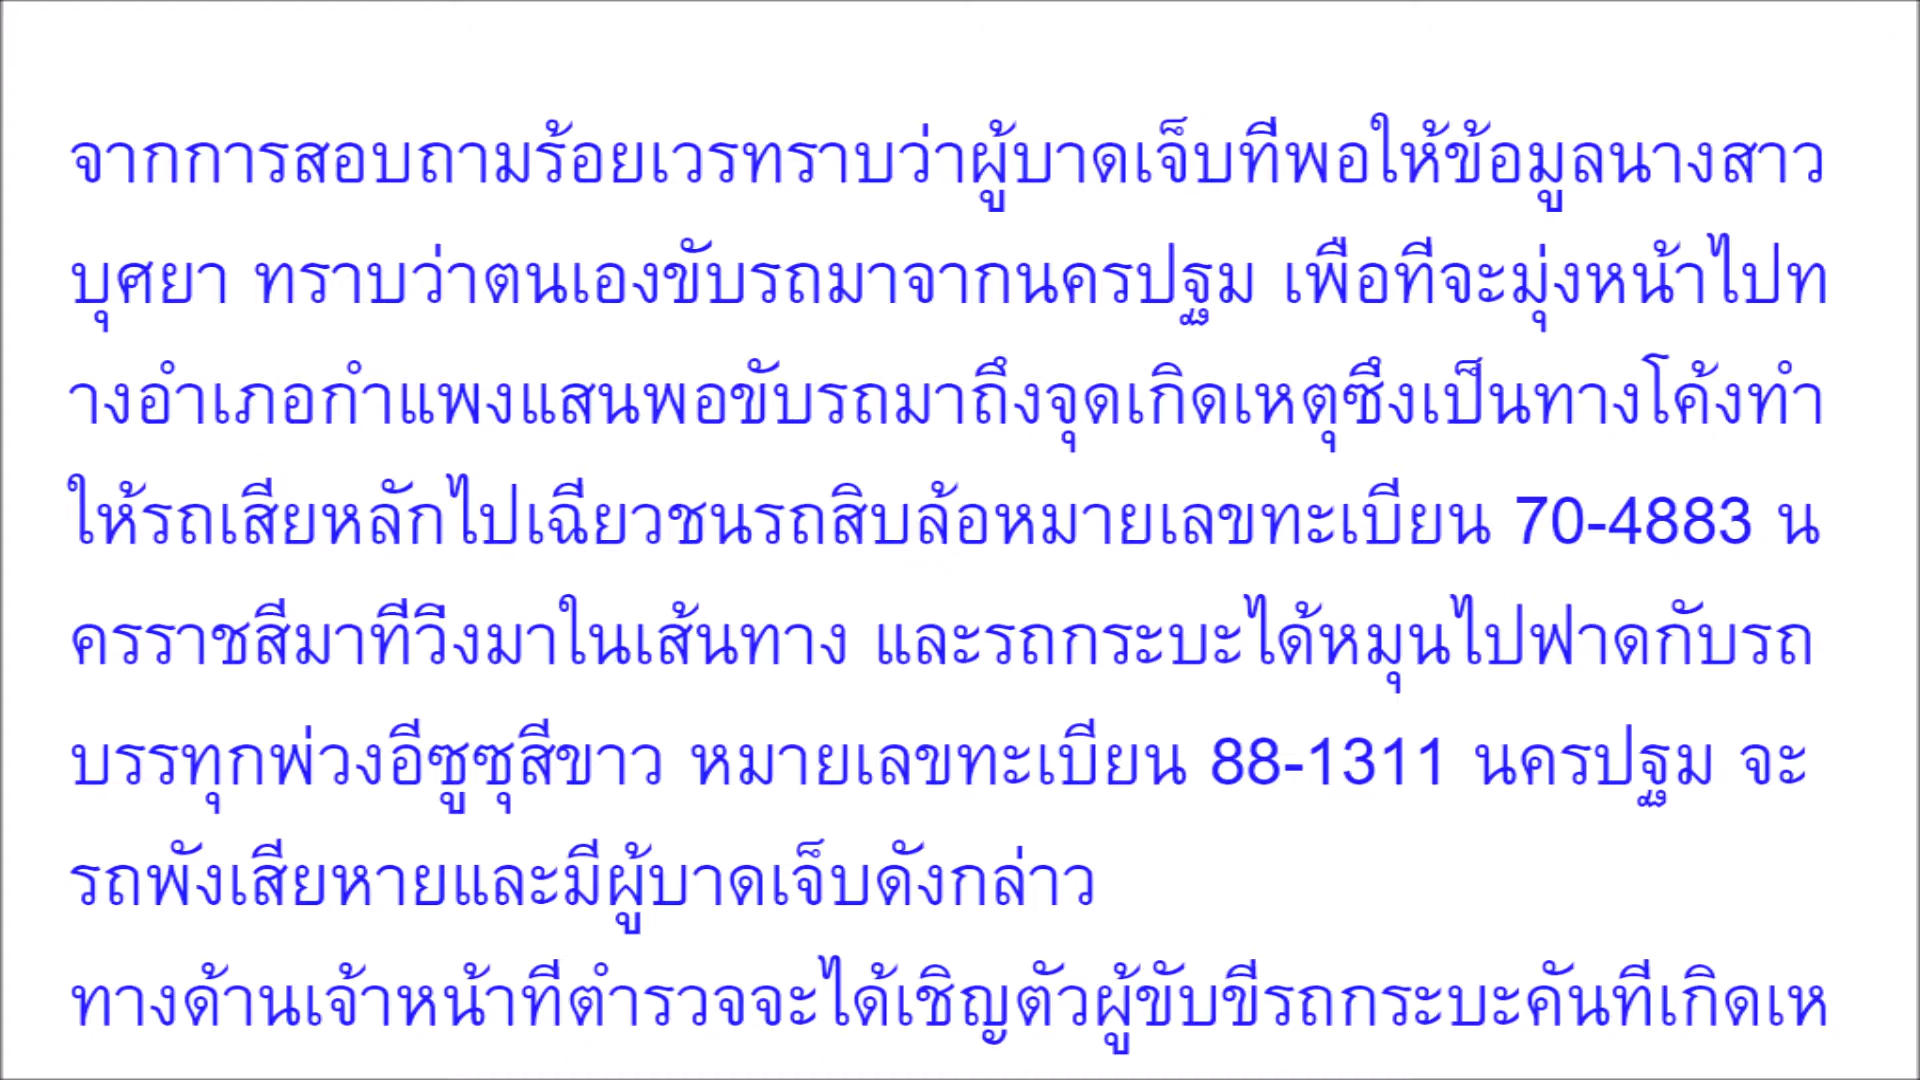 จากการสอบถามร้อยเวรทราบว่าผู้บาดเจ็บที่พอให้ข้อมูลนางสาว
บุศยา ทราบว่าตนเองขับรถมาจากนครปฐม เพื่อที่จะมุ่งหน้าไปท
างอำเภอกำแพงแสนพอขับรถมาถึงจุดเกิดเหตุซึ่งเป็นทางโค้งทำ
ให้รถเสียหลักไปเฉี่ยวชนรถสิบล้อหมายเลขทะเบียน 70-4883 น
ครราชสีมาที่วิ่งมาในเส้นทาง และรถกระบะได้หมุนไปฟาดกับรถ
บรรทุกพ่วงอีซูซุสีขาว หมายเลขทะเบียน 88-1311 นครปฐม จะ
รถพังเสียหายและมีผู้บาดเจ็บดังกล่าว
ทางด้านเจ้าหน้าที่ตำรวจจะได้เชิญตัวผู้ขับขี่รถกระบะคันที่เกิดเห